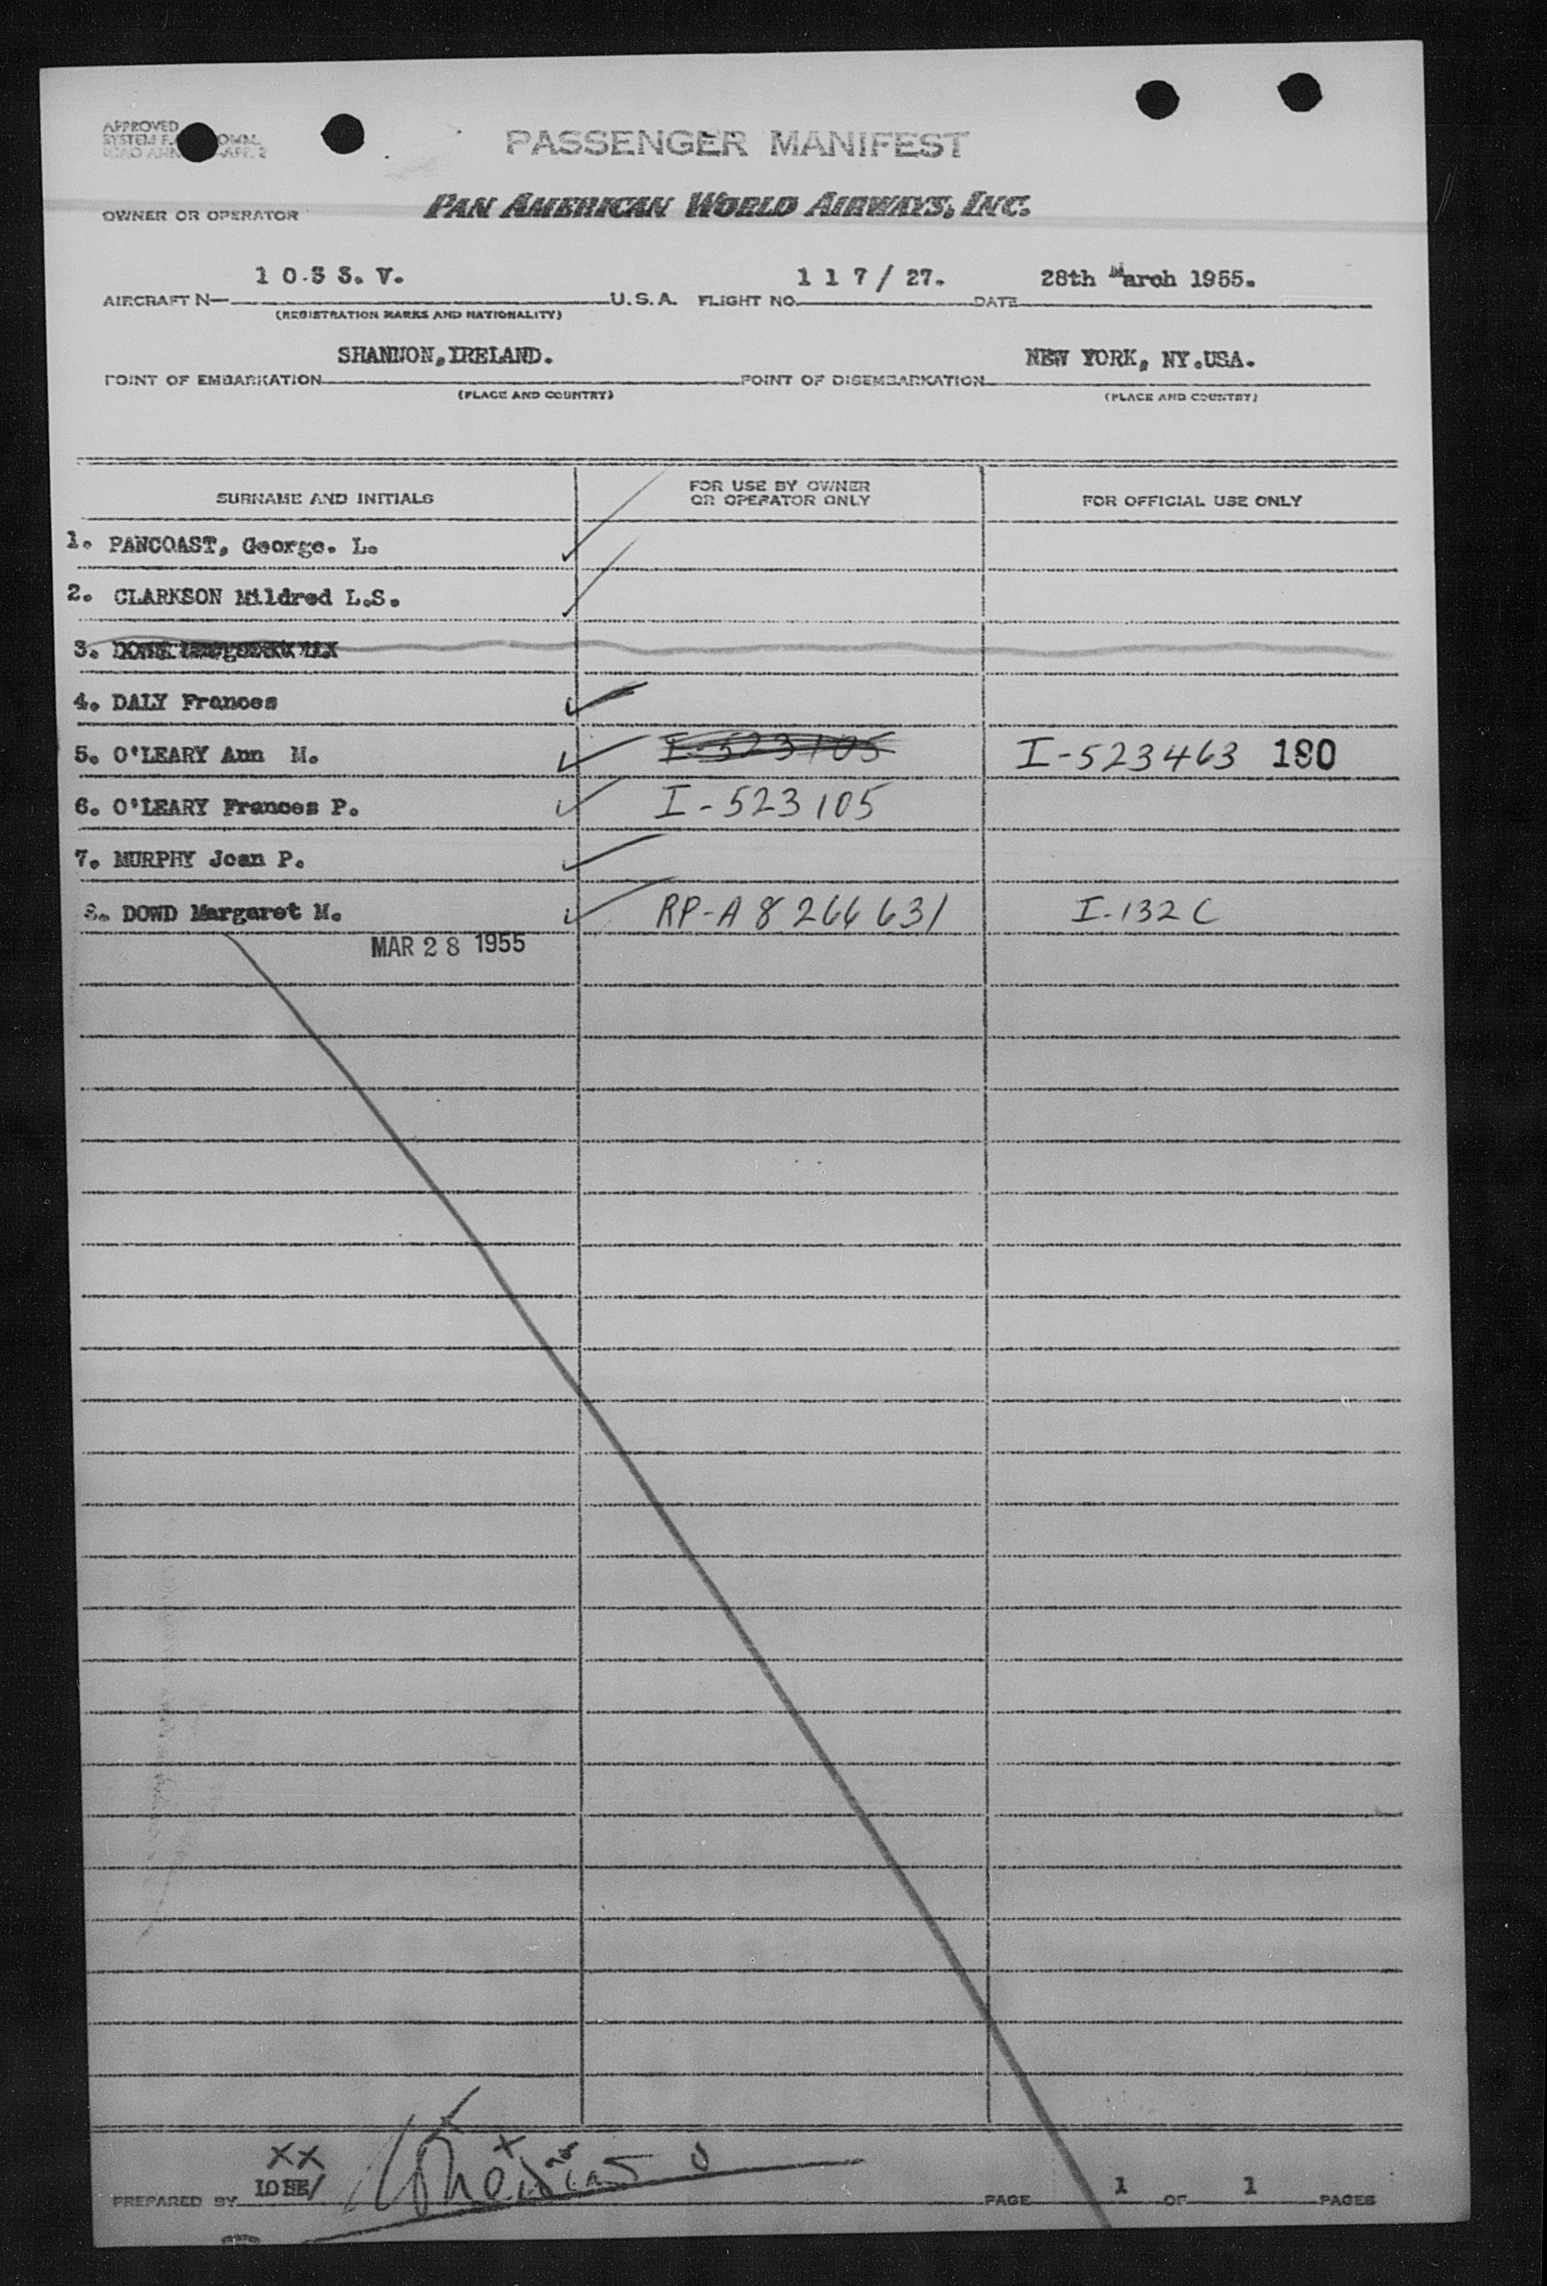 APPROVED
SYSTEM
PASSENGER MANIFEST
OWNER OR OPERATOR PAN AMERICAN WORLD AIRWAYS, INC.
1 0 3 3. V. 1 1 7 / 27. 28th March 1955.
AIRCRAFT N— U.S.A. FLIGHT NO. DATE
(REGISTRATION MARKS AND NATIONALITY)
SHANNON, IRELAND. NEW YORK, NY.USA.
POINT OF EMBARKATION POINT OF DISEMBARKATION
(PLACE AND COUNTRY) (PLACE AND COUNTRY)
SURNAME AND INITIALS FOR USE BY OWNER OR OPERATOR ONLY FOR OFFICIAL USE ONLY
1. PANCOAST, George. L.
2. CLARKSON Mildred L.S.
3.
4. DALY Frances
5. O'LEARY Ann M. I-523105 I-523463 180
6. O'LEARY Frances P. I-523105
7. MURPHY Joan P.
8. DOWD Margaret M. RP-A8266631 I-132C
MAR 28 1955
XX
PREPARED BY PAGE 1 OF 1 PAGES